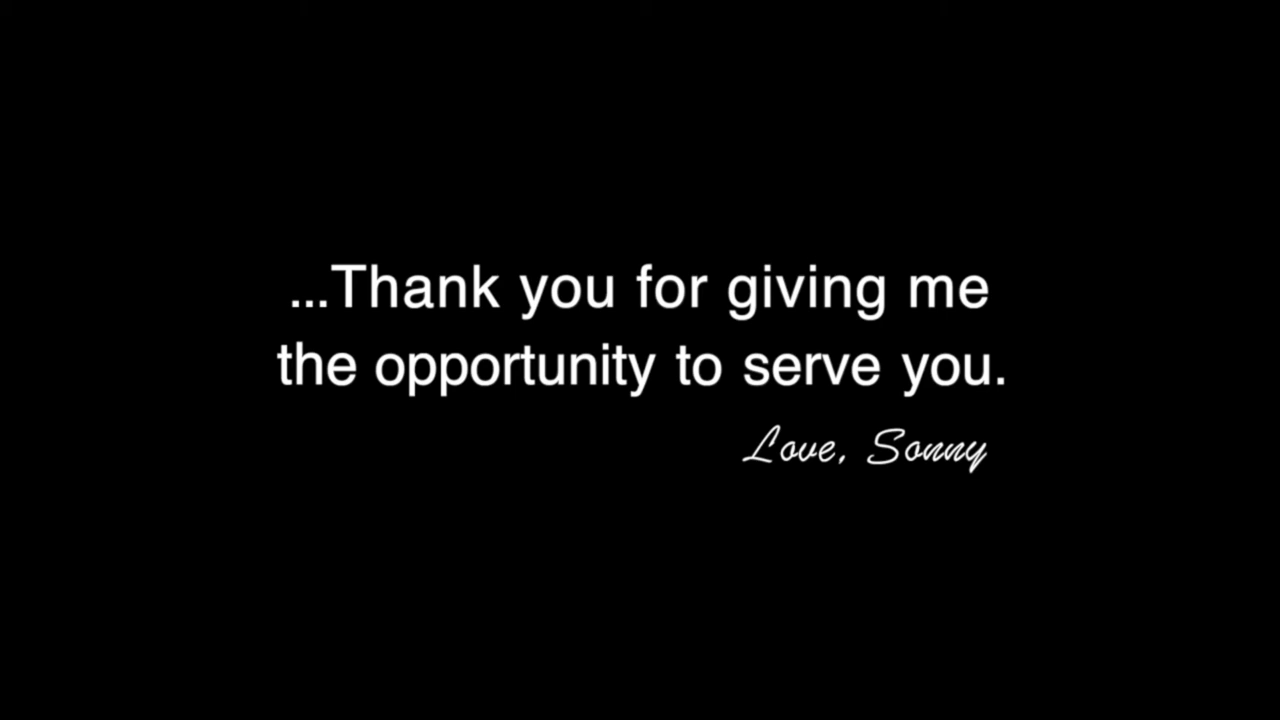 ...Thank you for giving me
the opportunity to serve you.
Love, Sonny